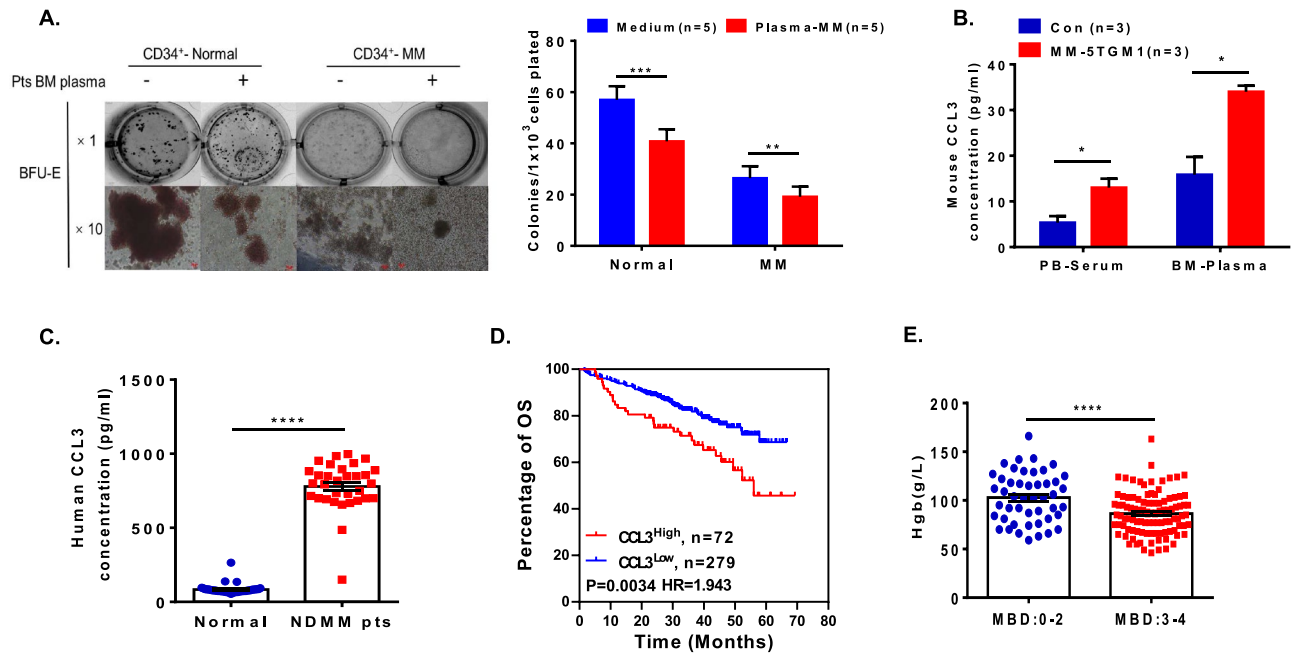 A.
CD34⁺- Normal
CD34⁺- MM
Pts BM plasma
-
+
-
+
BFU-E
× 1
× 10
Medium (n=5)
Plasma-MM (n=5)
Colonies/1x10³ cells plated
80
60
40
20
0
***
**
Normal
MM
B.
Con (n=3)
MM-5TGM1 (n=3)
Mouse CCL3
concentration (pg/ml)
40
30
20
10
0
*
*
PB-Serum
BM-Plasma
C.
Human CCL3
concentration (pg/ml)
1500
1000
500
0
****
Normal
NDMM pts
D.
Percentage of OS
100
80
60
40
20
0
CCL3High, n=72
CCL3Low, n=279
P=0.0034 HR=1.943
0 10 20 30 40 50 60 70 80
Time (Months)
E.
Hgb(g/L)
200
150
100
50
0
****
MBD:0-2
MBD:3-4